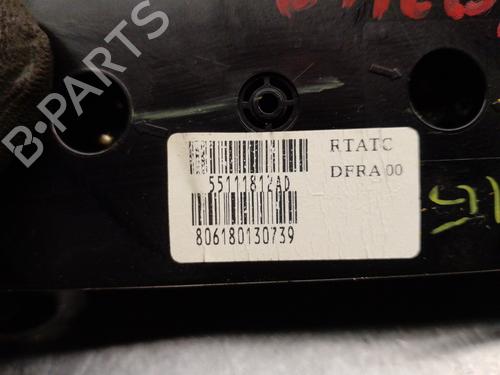 B-PARTS
RTATC
55111812AD
DFRA 00
806180130739